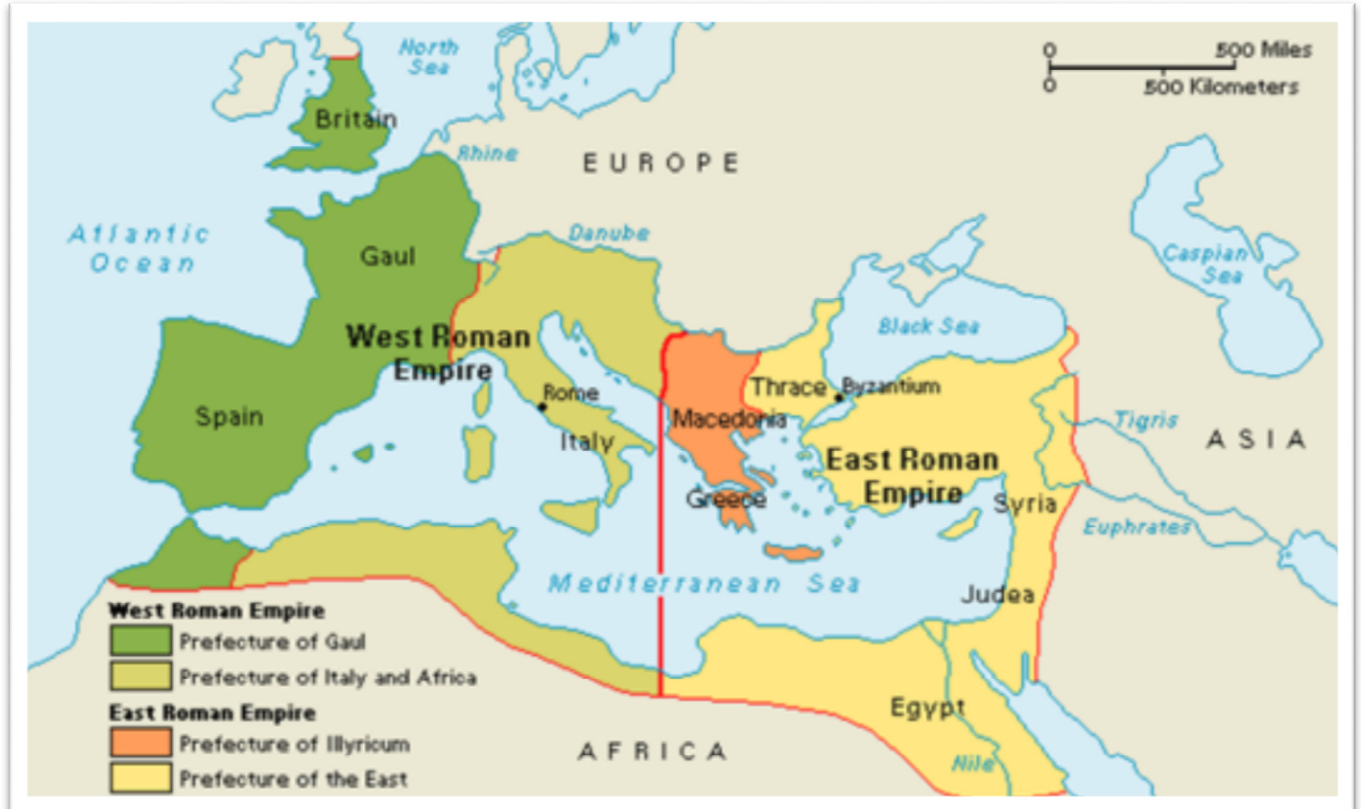 North
Sea
0 500 Miles
0 500 Kilometers
Britain
Rhine
EUROPE
Atlantic
Ocean
Danube
Gaul
Caspian
Sea
West Roman
Empire
Black Sea
Rome
Thrace
Byzantium
Spain
Macedonia
Italy
Tigris
ASIA
East Roman
Empire
Greece
Syria
Euphrates
Mediterranean Sea
Judea
West Roman Empire
Prefecture of Gaul
Prefecture of Italy and Africa
East Roman Empire
Prefecture of Illyricum
Prefecture of the East
Egypt
AFRICA
Nile